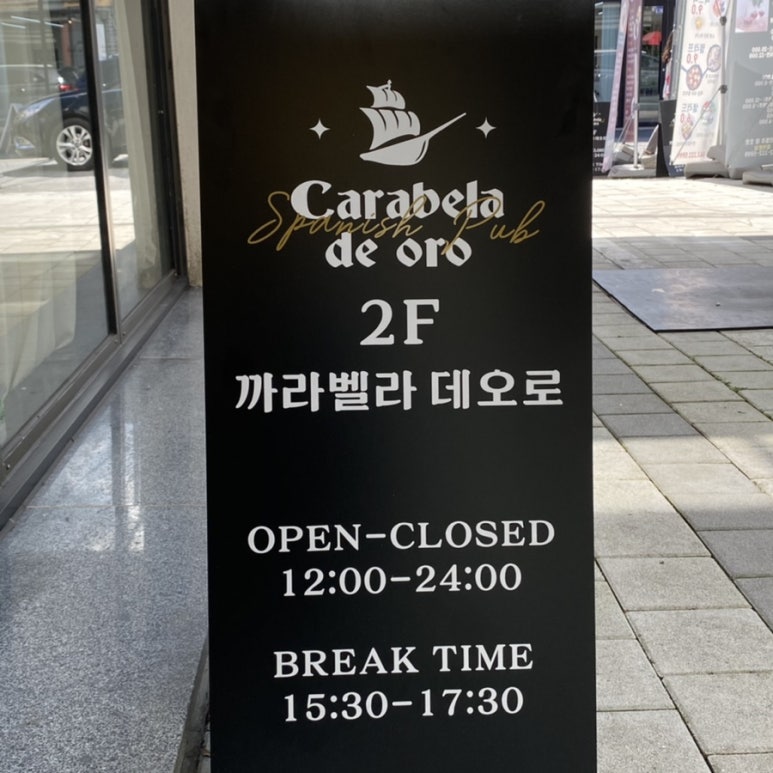 Carabela
Spanish Pub
de oro
2F
까라벨라 데오로
OPEN-CLOSED
12:00-24:00
BREAK TIME
15:30-17:30